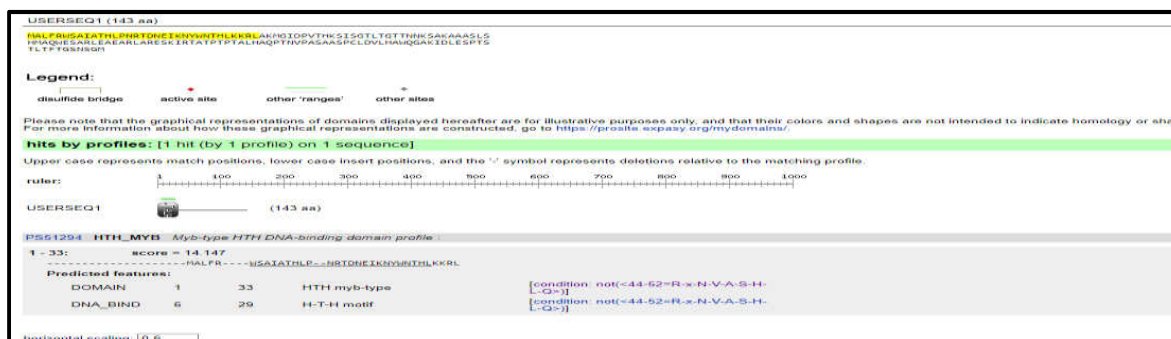 USERSEQ1 (143 aa)
MALFRWSAIATHLPNRTDNEIKNYWNTHLKKRLAKMGIDPVTHKSISGTLTGTTNNKSAKAAASLS
HMAQWESARLEAEARLARESKIRTATPTPTALHAQPTNVPASAASPCLDVLHAWQGAKIDLESPTS
TLTFTGSNSGM
Legend:
disulfide bridge active site other 'ranges' other sites
Please note that the graphical representations of domains displayed hereafter are for illustrative purposes only, and that their colors and shapes are not intended to indicate homology or sha
For more information about how these graphical representations are constructed, go to https://prosite.expasy.org/mydomains/.
hits by profiles: [1 hit (by 1 profile) on 1 sequence]
Upper case represents match positions, lower case insert positions, and the '-' symbol represents deletions relative to the matching profile.
ruler: 1 100 200 300 400 500 600 700 800 900 1000
USERSEQ1 (143 aa)
PS51294 HTH_MYB Myb-type HTH DNA-binding domain profile :
1 - 33: score = 14.147
--------------------MALFR----WSAIATHLP--NRTDNEIKNYWNTHLKKRL
Predicted features:
DOMAIN 1 33 HTH myb-type [condition: not(<44-52=R-x-N-V-A-S-H-
L-Q>)]
DNA_BIND 6 29 H-T-H motif [condition: not(<44-52=R-x-N-V-A-S-H-
L-Q>)]
horizontal scaling: 0.6